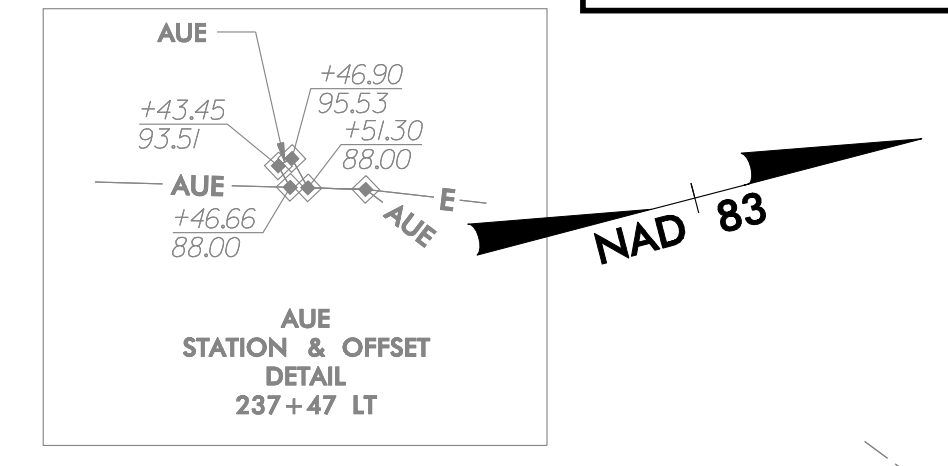 AUE
+46.90
95.53
+43.45
93.51
+51.30
88.00
AUE
E
AUE
+46.66
88.00
NAD 83
AUE
STATION & OFFSET
DETAIL
237+47 LT